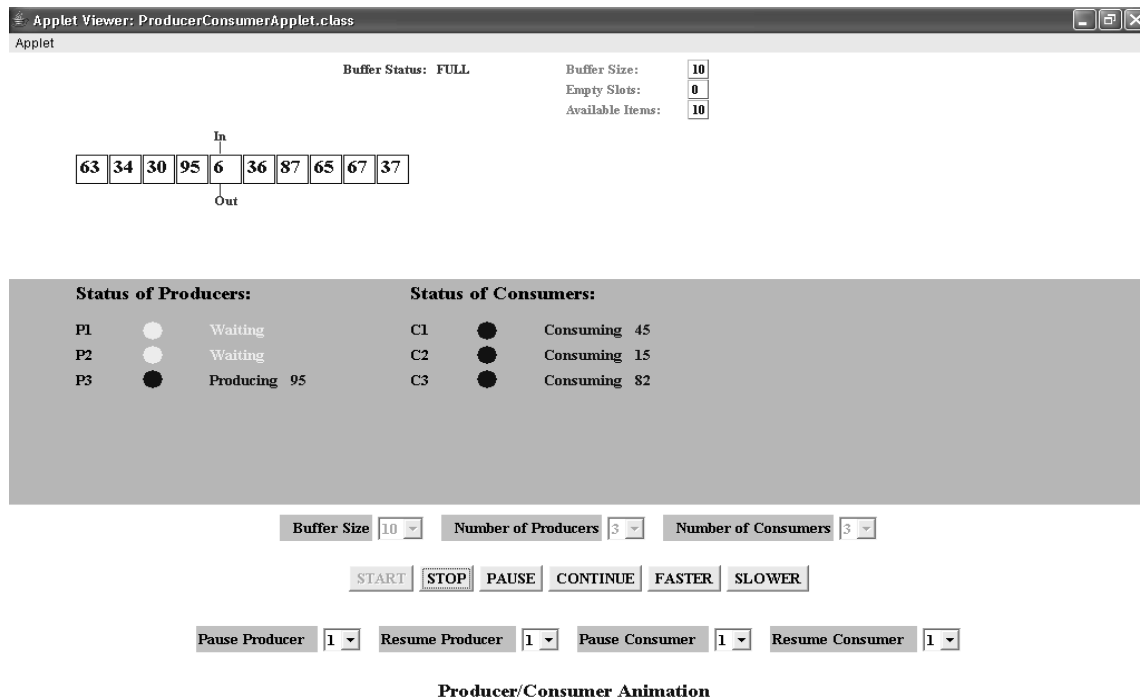 Applet Viewer: ProducerConsumerApplet.class
Applet
Buffer Status: FULL Buffer Size: 10
Empty Slots: 0
Available Items: 10
In
63 34 30 95 6 36 87 65 67 37
Out
Status of Producers: Status of Consumers:
P1 Waiting C1 Consuming 45
P2 Waiting C2 Consuming 15
P3 Producing 95 C3 Consuming 82
Buffer Size 10 Number of Producers 3 Number of Consumers 3
START STOP PAUSE CONTINUE FASTER SLOWER
Pause Producer 1 Resume Producer 1 Pause Consumer 1 Resume Consumer 1
Producer/Consumer Animation